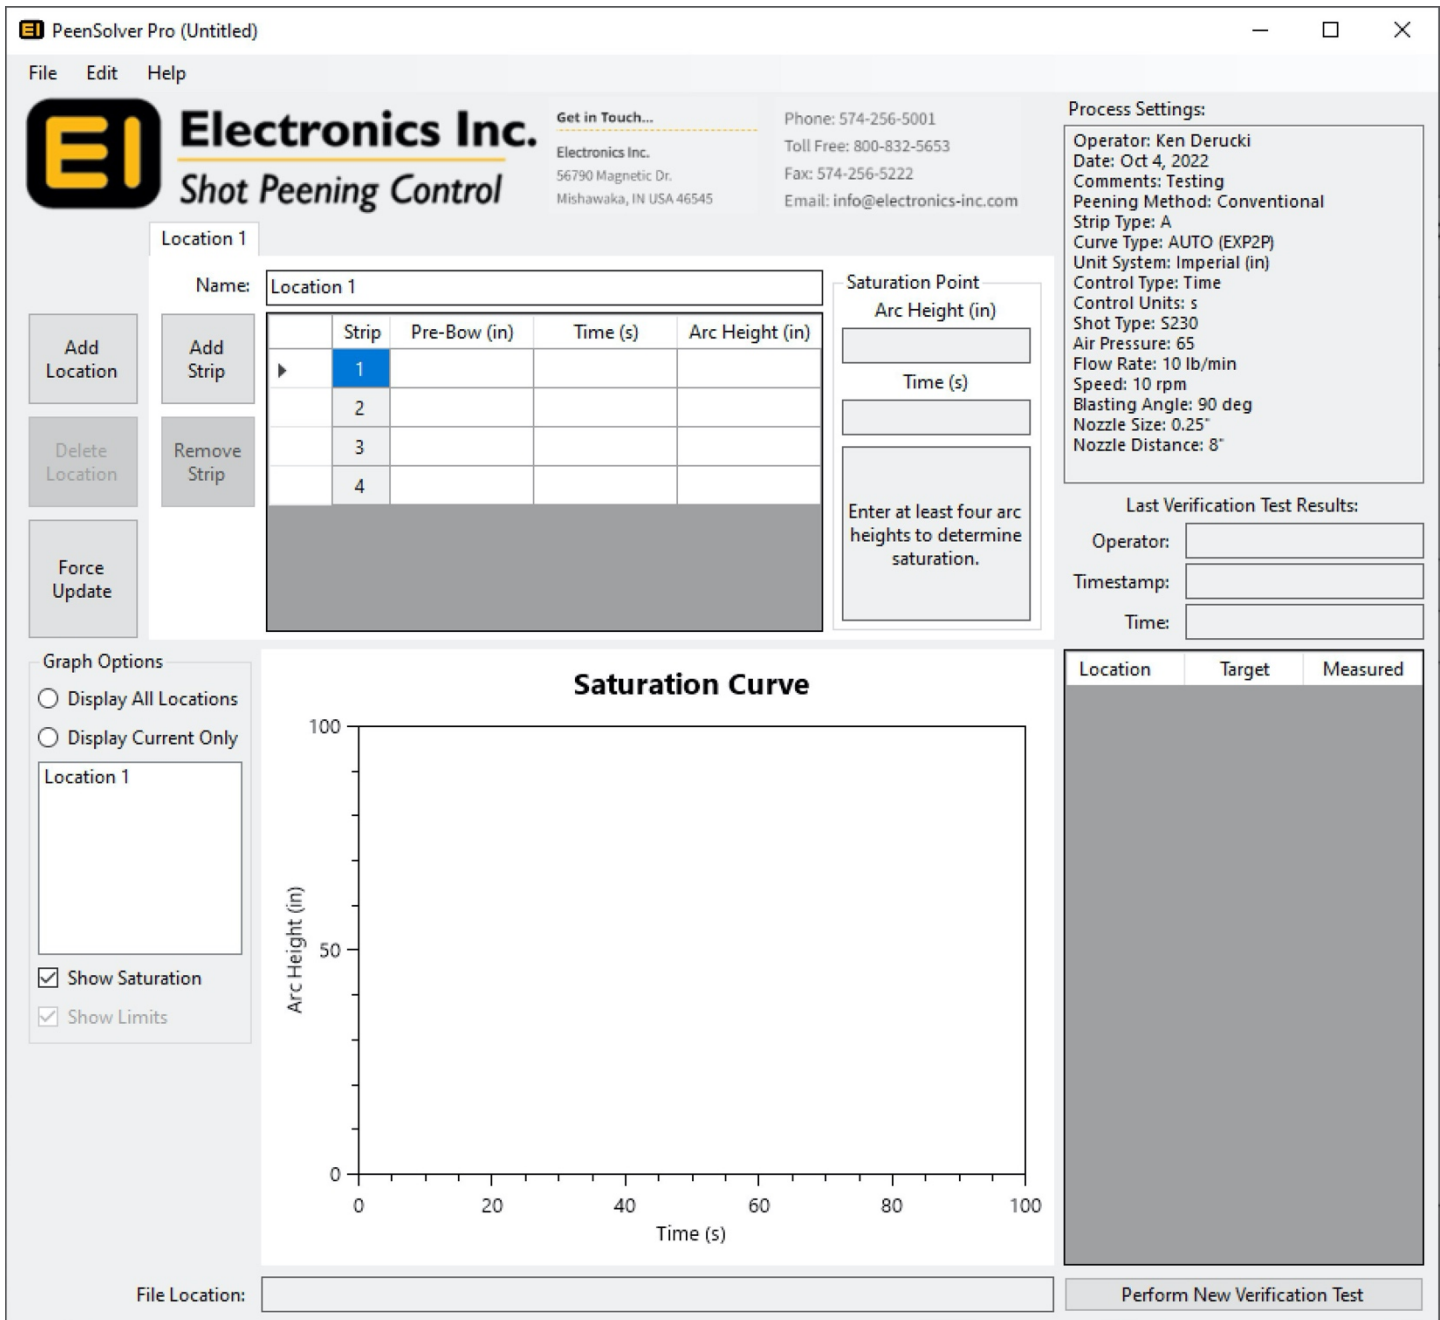 EI PeenSolver Pro (Untitled)
File Edit Help
EI Electronics Inc.
Shot Peening Control
Get in Touch...
Electronics Inc.
56790 Magnetic Dr.
Mishawaka, IN USA 46545
Phone: 574-256-5001
Toll Free: 800-832-5653
Fax: 574-256-5222
Email: info@electronics-inc.com
Process Settings:
Operator: Ken Derucki
Date: Oct 4, 2022
Comments: Testing
Peening Method: Conventional
Strip Type: A
Curve Type: AUTO (EXP2P)
Unit System: Imperial (in)
Control Type: Time
Control Units: s
Shot Type: S230
Air Pressure: 65
Flow Rate: 10 lb/min
Speed: 10 rpm
Blasting Angle: 90 deg
Nozzle Size: 0.25"
Nozzle Distance: 8"
Location 1
Name: Location 1
Add
Location
Delete
Location
Force
Update
Add
Strip
Remove
Strip
Strip Pre-Bow (in) Time (s) Arc Height (in)
1
2
3
4
Saturation Point
Arc Height (in)
Time (s)
Enter at least four arc
heights to determine
saturation.
Last Verification Test Results:
Operator:
Timestamp:
Time:
Location Target Measured
Graph Options
Display All Locations
Display Current Only
Location 1
Show Saturation
Show Limits
Saturation Curve
100
50
0
Arc Height (in)
0 20 40 60 80 100
Time (s)
File Location:
Perform New Verification Test